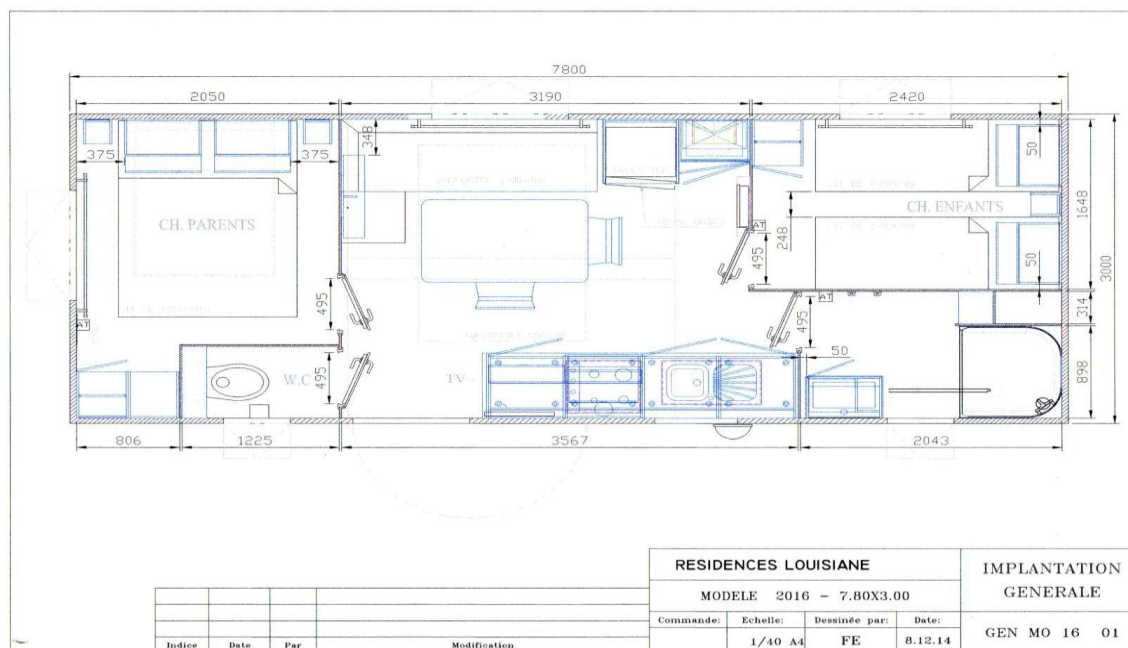 7800
2050
3190
2420
375
375
348
50
CH. PARENTS
CH. ENFANTS
1648
248
AT
495
50
3000
AT
495
AT
495
314
W.C
495
TV
50
898
806
1225
3567
2043
RESIDENCES LOUISIANE
MODELE 2016 - 7.80X3.00
Commande:
Echelle:
Dessinée par:
Date:
1/40 A4
FE
8.12.14
IMPLANTATION
GENERALE
GEN MO 16 01
Indice
Date
Par
Modification